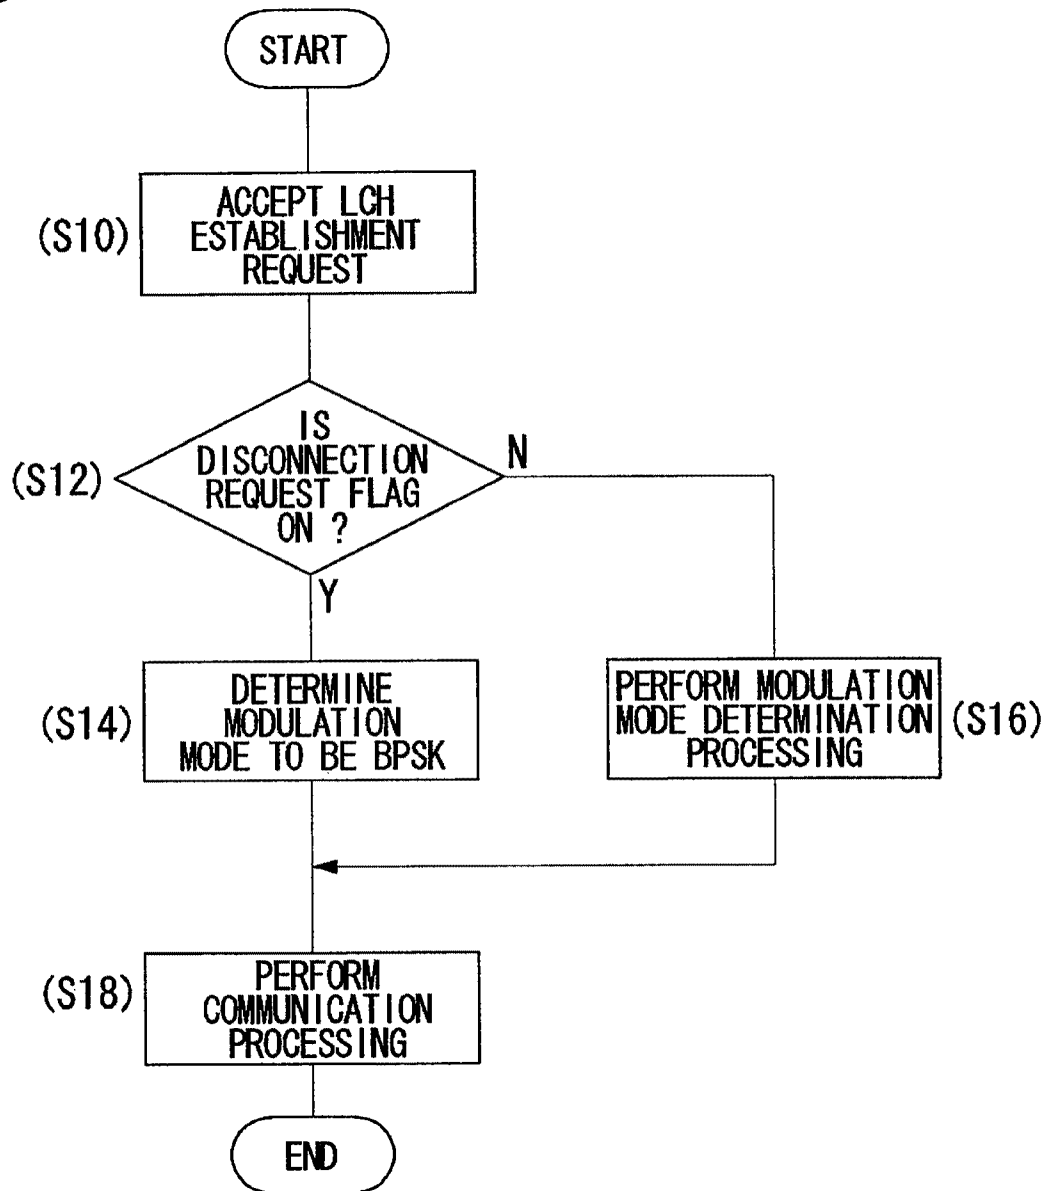 START
(S10)
ACCEPT LCH
ESTABLISHMENT
REQUEST
(S12)
IS
DISCONNECTION
REQUEST FLAG
ON ?
N
Y
(S14)
DETERMINE
MODULATION
MODE TO BE BPSK
PERFORM MODULATION
MODE DETERMINATION
PROCESSING
(S16)
(S18)
PERFORM
COMMUNICATION
PROCESSING
END